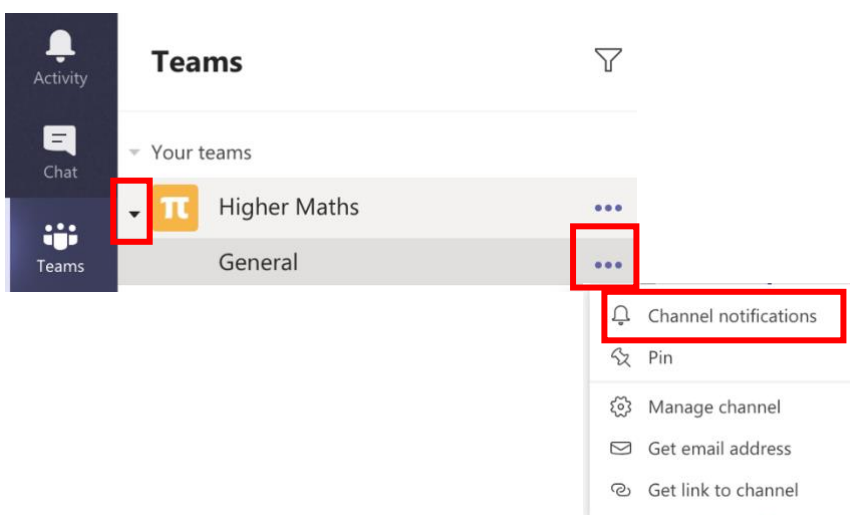 Activity
Teams
Chat
Your teams
π Higher Maths
Teams
General
Channel notifications
Pin
Manage channel
Get email address
Get link to channel